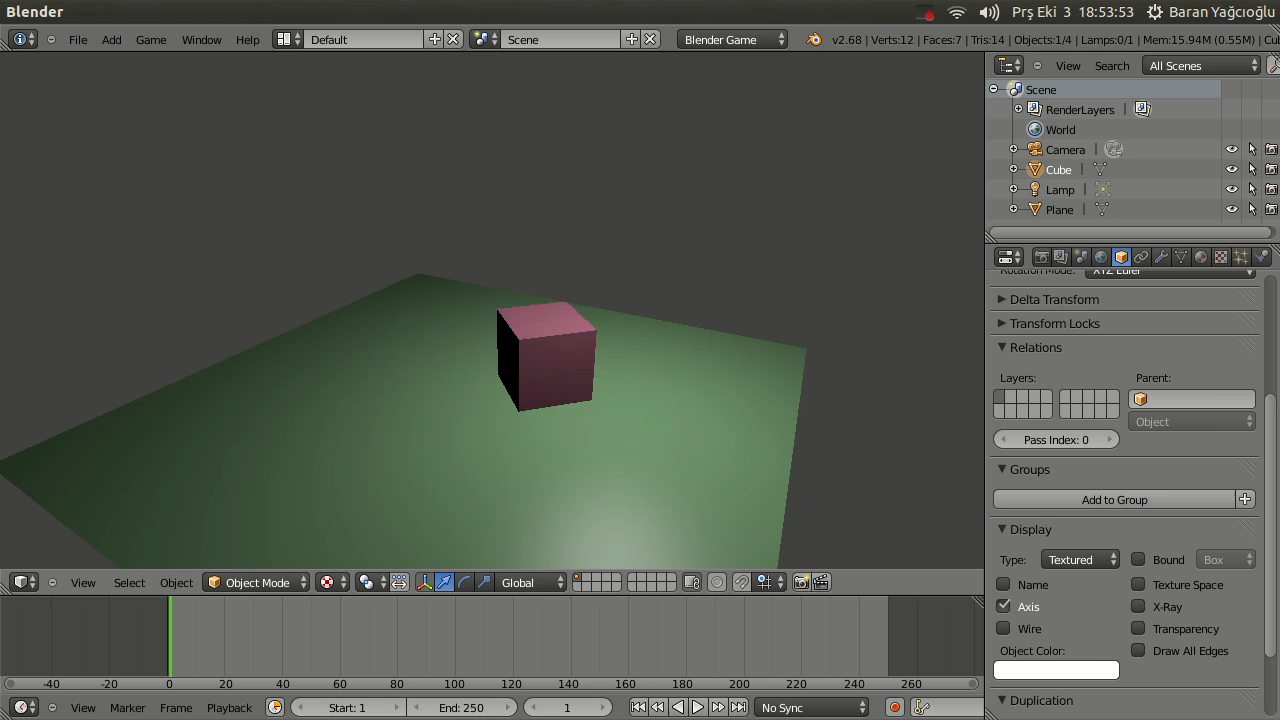 Blender
Prş Eki 3 18:53:53 Baran Yağcıoğlu
File Add Game Window Help Default Scene Blender Game v2.68 | Verts:12 | Faces:7 | Tris:14 | Objects:1/4 | Lamps:0/1 | Mem:15.94M (0.55M) | Cub
View Search All Scenes
Scene
RenderLayers
World
Camera
Cube
Lamp
Plane
Rotation Mode: XYZ Euler
Delta Transform
Transform Locks
Relations
Layers: Parent:
Object
Pass Index: 0
Groups
Add to Group
Display
Type: Textured Bound Box
Name Texture Space
Axis X-Ray
Wire Transparency
Object Color: Draw All Edges
Duplication
View Select Object Object Mode Global
-40 -20 0 20 40 60 80 100 120 140 160 180 200 220 240 260
View Marker Frame Playback Start: 1 End: 250 1 No Sync